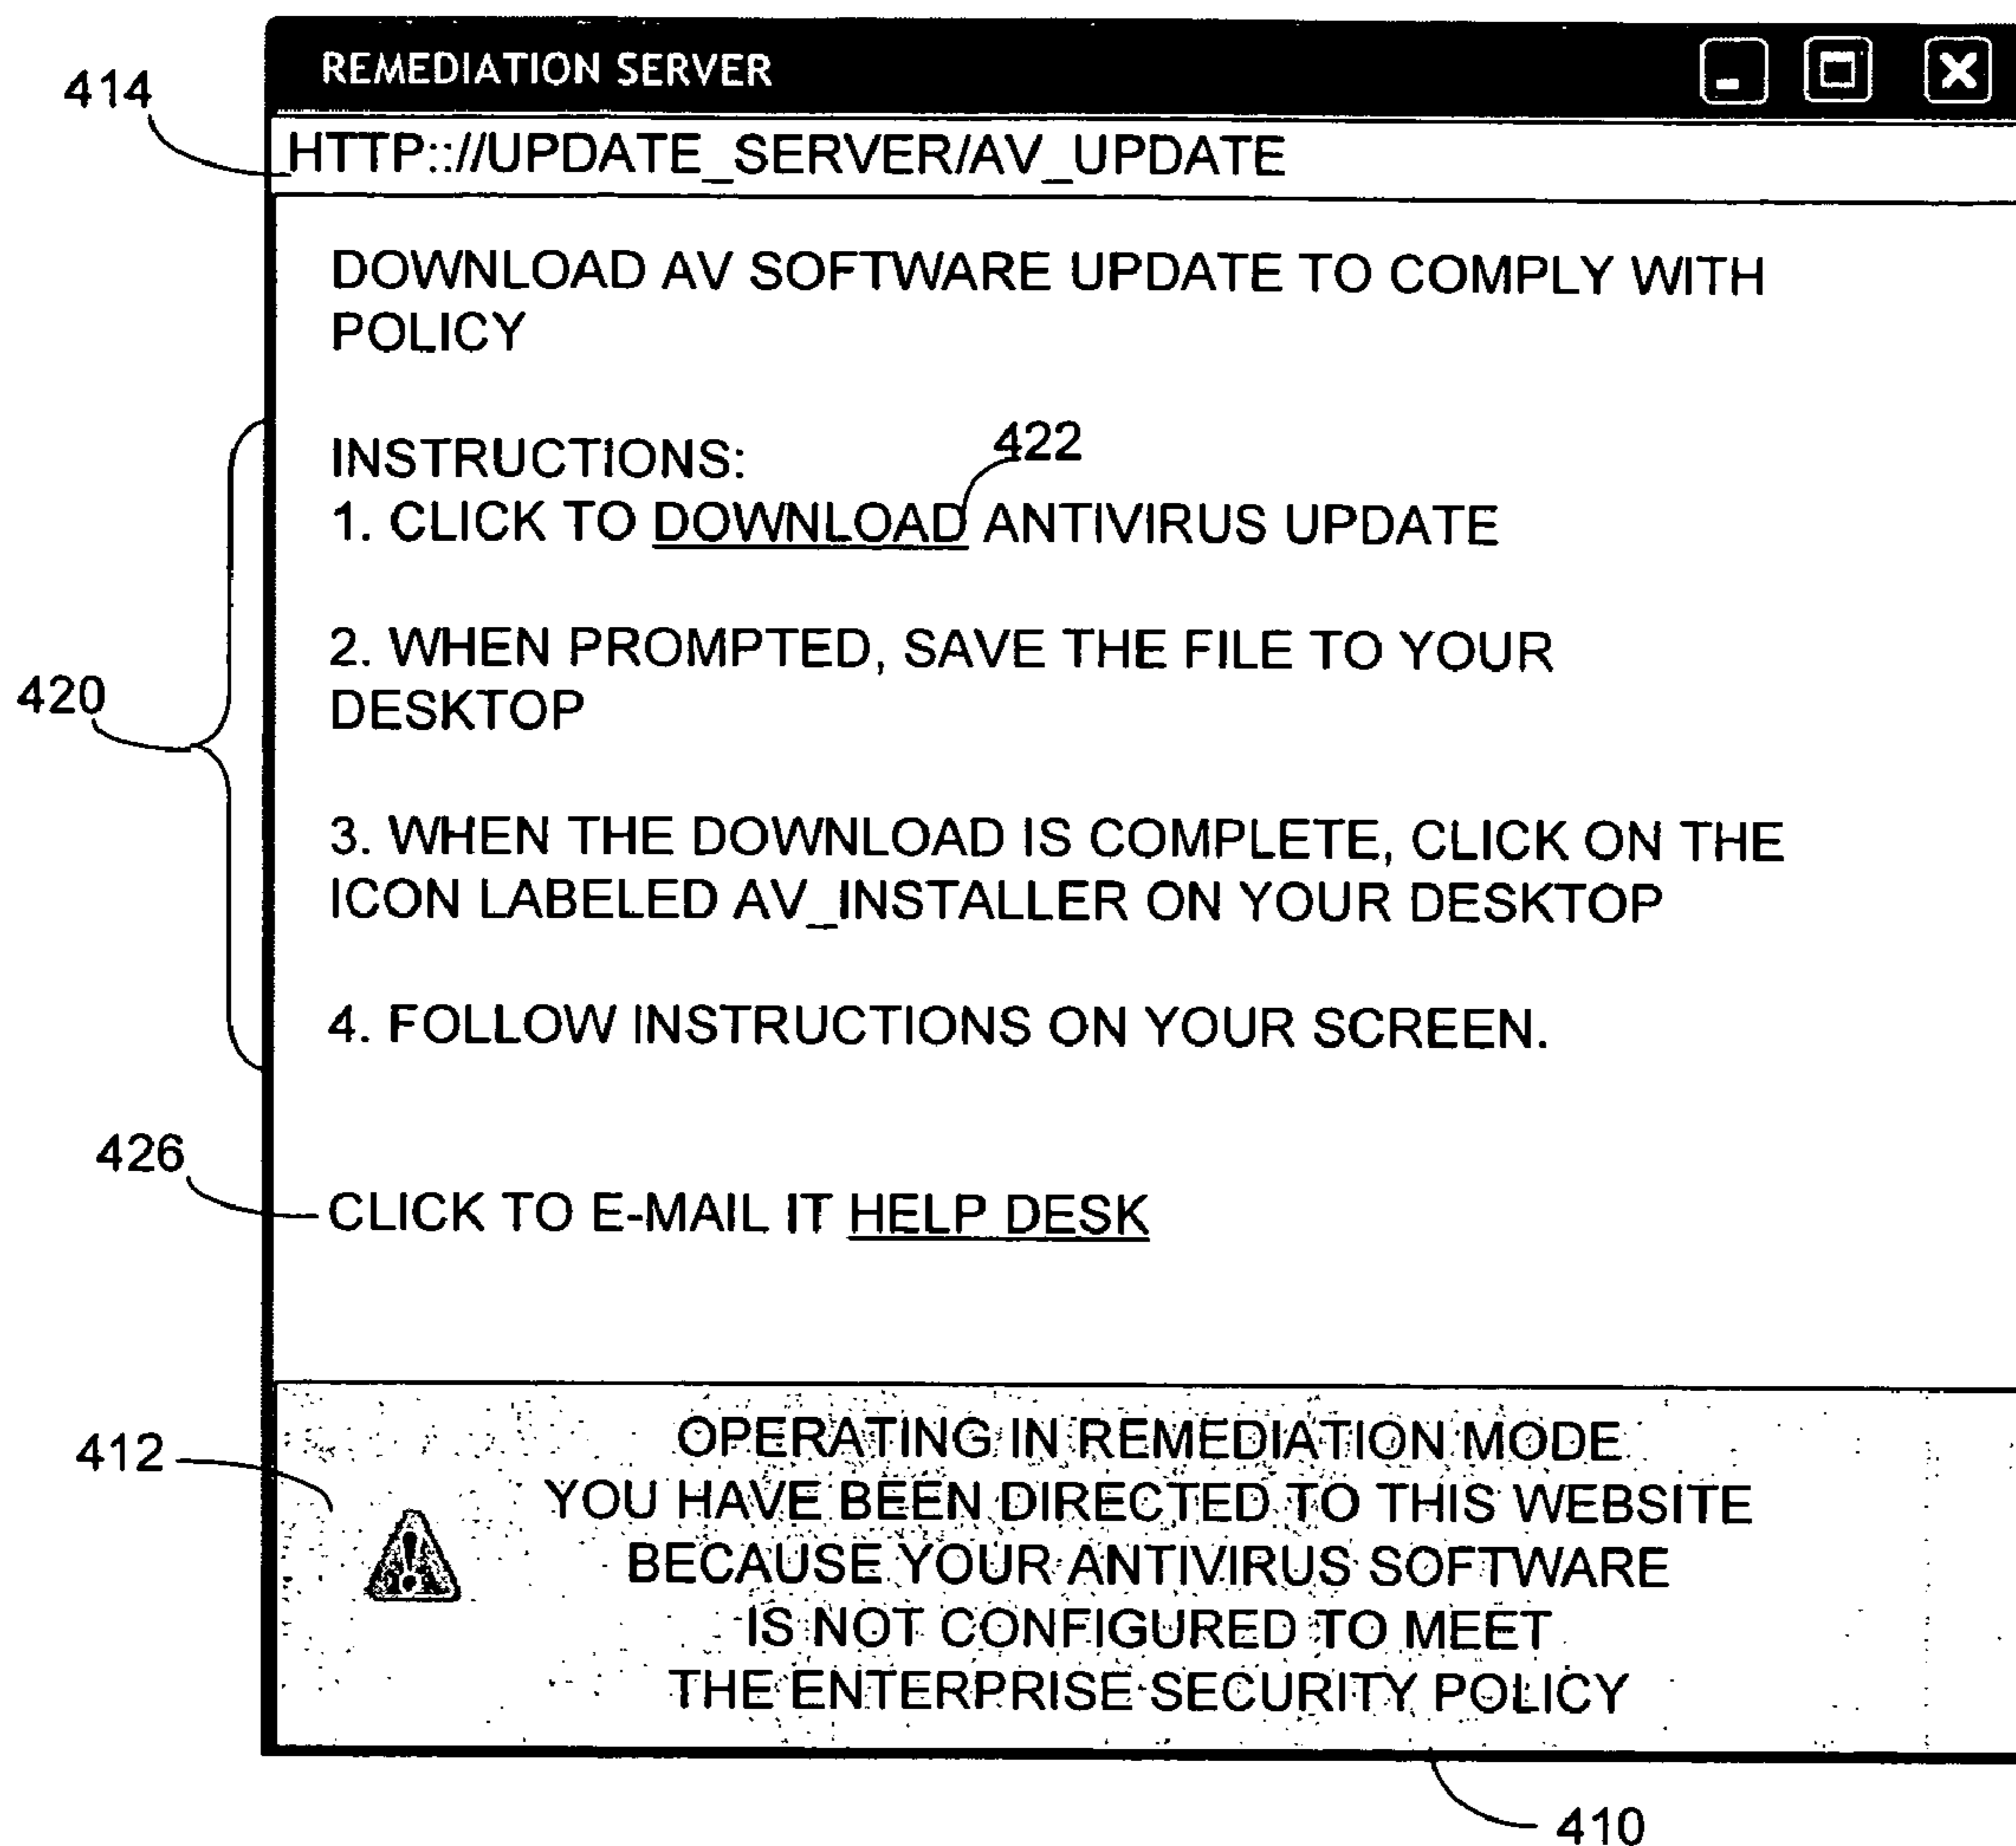 REMEDIATION SERVER
414
HTTP:://UPDATE_SERVER/AV_UPDATE
DOWNLOAD AV SOFTWARE UPDATE TO COMPLY WITH
POLICY
INSTRUCTIONS:
422
1. CLICK TO DOWNLOAD ANTIVIRUS UPDATE
2. WHEN PROMPTED, SAVE THE FILE TO YOUR
DESKTOP
420
3. WHEN THE DOWNLOAD IS COMPLETE, CLICK ON THE
ICON LABELED AV_INSTALLER ON YOUR DESKTOP
4. FOLLOW INSTRUCTIONS ON YOUR SCREEN.
426
CLICK TO E-MAIL IT HELP DESK
412
OPERATING IN REMEDIATION MODE
YOU HAVE BEEN DIRECTED TO THIS WEBSITE
BECAUSE YOUR ANTIVIRUS SOFTWARE
IS NOT CONFIGURED TO MEET
THE ENTERPRISE SECURITY POLICY
410